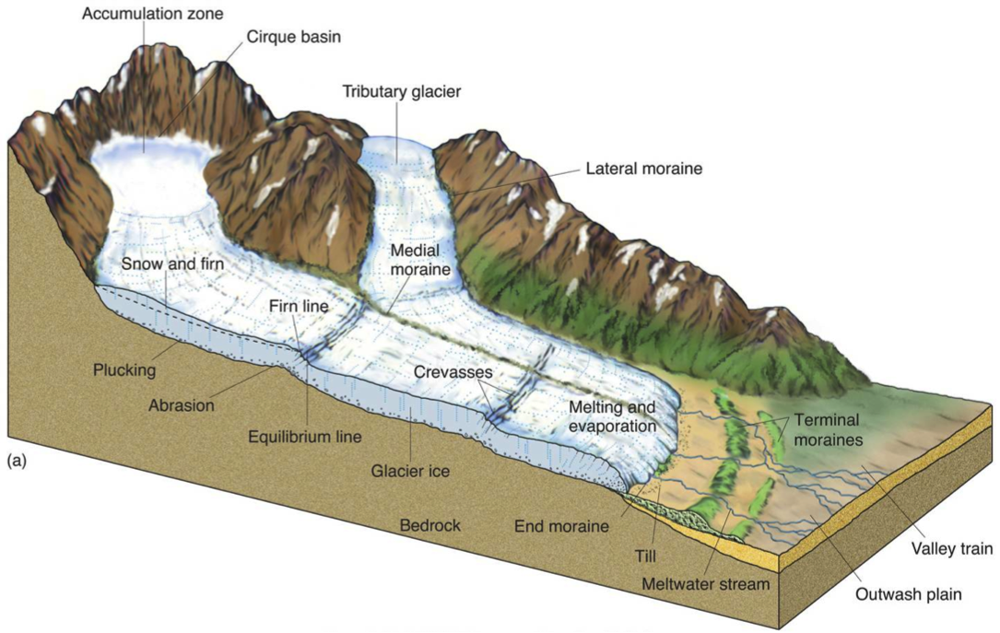 Accumulation zone
Cirque basin
Tributary glacier
Lateral moraine
Medial
moraine
Snow and firn
Firn line
Plucking
Crevasses
Abrasion
Melting and
evaporation
Terminal
moraines
Equilibrium line
(a)
Glacier ice
Bedrock
End moraine
Till
Valley train
Meltwater stream
Outwash plain